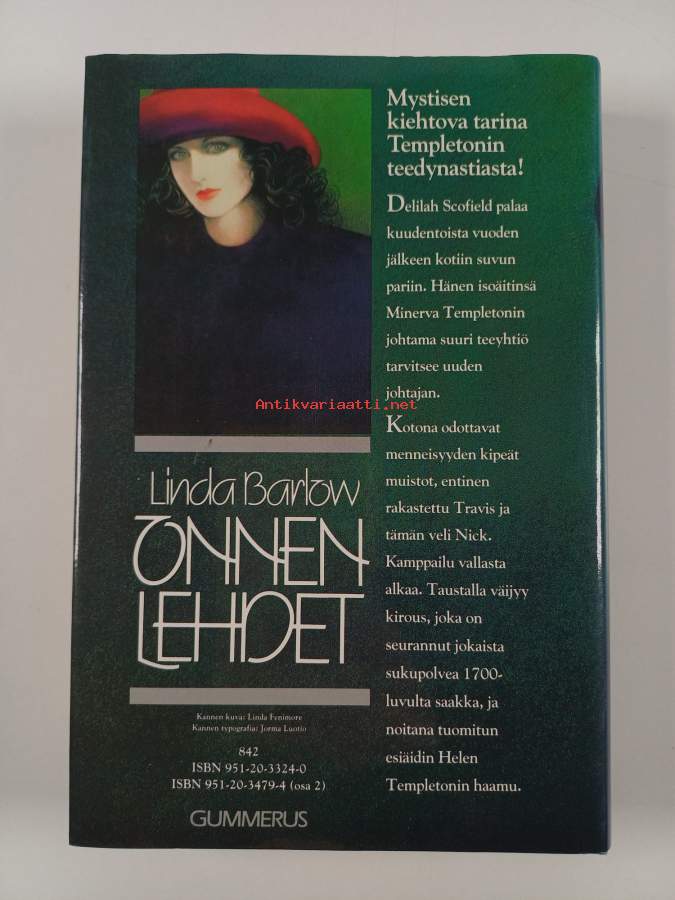 Mystisen
kiehtova tarina
Templetonin
teedynastiasta!
Delilah Scofield palaa
kuudentoista vuoden
jälkeen kotiin suvun
pariin. Hänen isoäitinsä
Minerva Templetonin
johtama suuri teeyhtiö
tarvitsee uuden
johtajan.
Kotona odottavat
menneisyyden kipeät
muistot, entinen
rakastettu Travis ja
tämän veli Nick.
Kamppailu vallasta
alkaa. Taustalla väijyy
kirous, joka on
seurannut jokaista
sukupolvea 1700-
luvulta saakka, ja
noitana tuomitun
esiäidin Helen
Templetonin haamu.
Antikvariaatti.net
Linda Barlow
ONNEN
LEHDET
Kannen kuva: Linda Fenimore
Kannen typografia: Jorma Luotio
842
ISBN 951-20-3324-0
ISBN 951-20-3479-4 (osa 2)
GUMMERUS